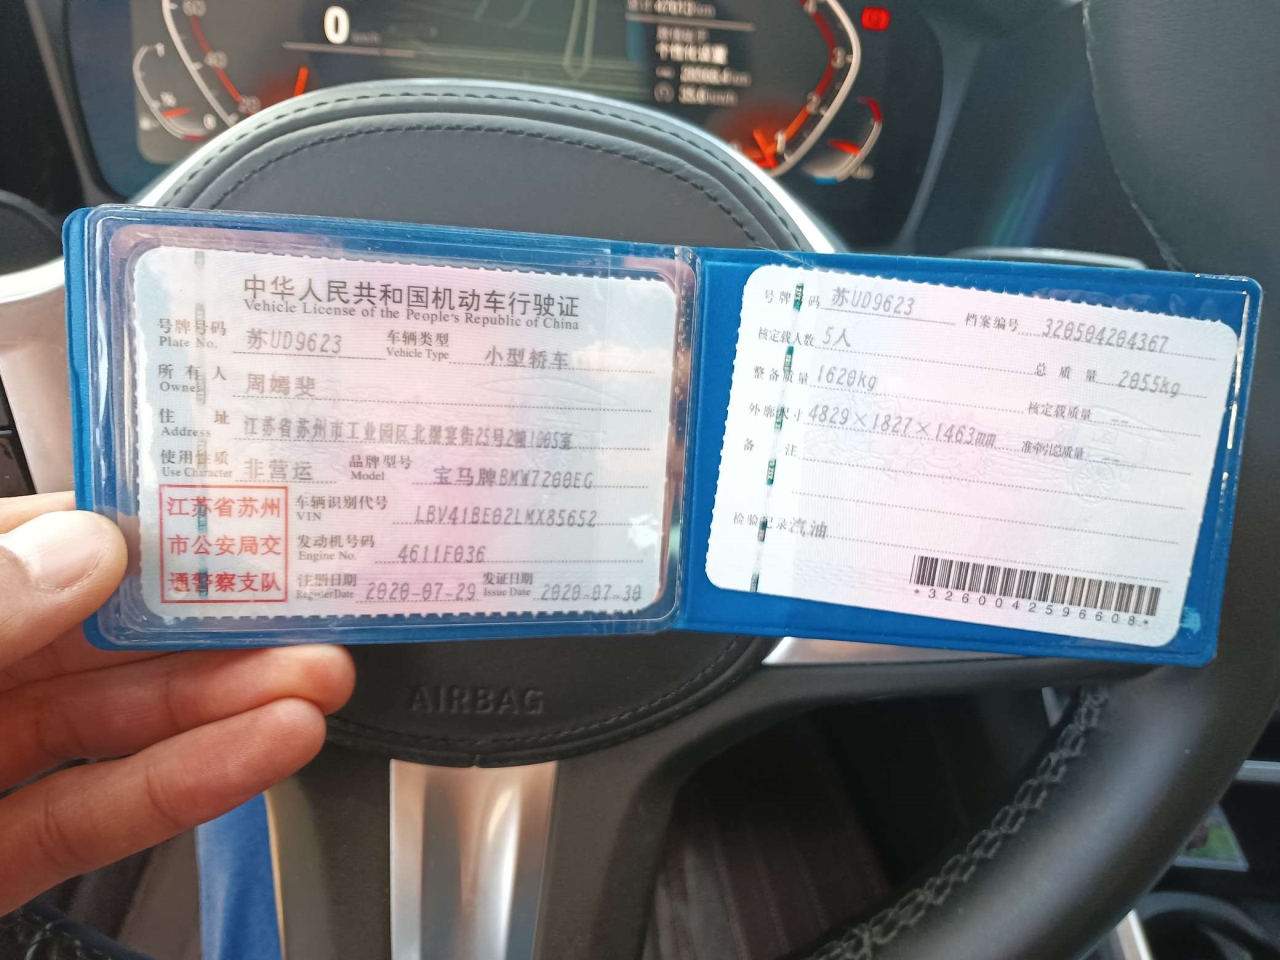 0 km/h
个性化设置
中华人民共和国机动车行驶证
Vehicle License of the People's Republic of China
号牌号码 苏UD9623 车辆类型 小型轿车
Plate No. Vehicle Type
所有人 周嫣斐
Owner
住址 江苏省苏州市工业园区北摆宴街25号2幢1005室
Address
使用性质 非营运 品牌型号 宝马牌BMW7200EG
Use Character Model
江苏省苏州
市公安局交
通警察支队
车辆识别代号 LBV41BE02LMX85652
VIN
发动机号码 4611F036
Engine No.
注册日期 2020-07-29 发证日期 2020-07-30
Register Date Issue Date
号牌号码 苏UD9623 档案编号 320504204367
核定载人数 5人 总质量 2055kg
整备质量 1620kg 核定载质量 --
外廓尺寸 4829×1827×1463mm 准牵引总质量 --
备注
检验记录 汽油
*3260042596608*
AIRBAG